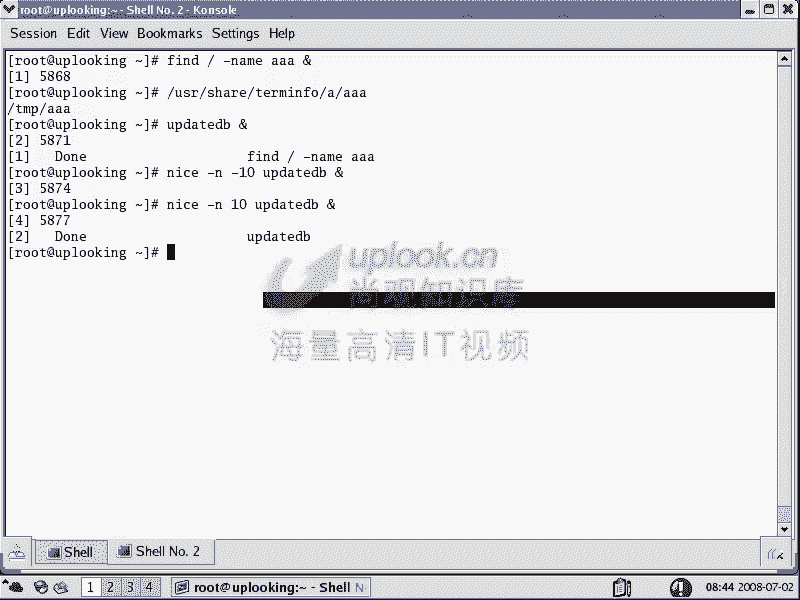 root@uplooking:~ - Shell No. 2 - Konsole
Session Edit View Bookmarks Settings Help
[root@uplooking ~]# find / -name aaa &
[1] 5868
[root@uplooking ~]# /usr/share/terminfo/a/aaa
/tmp/aaa
[root@uplooking ~]# updatedb &
[2] 5871
[1]   Done                    find / -name aaa
[root@uplooking ~]# nice -n -10 updatedb &
[3] 5874
[root@uplooking ~]# nice -n 10 updatedb &
[4] 5877
[2]   Done                    updatedb
[root@uplooking ~]#
uplook.cn
尚观知识库
海量高清IT视频
Shell Shell No. 2
1 2 3 4 root@uplooking:~ - Shell N 08:44 2008-07-02